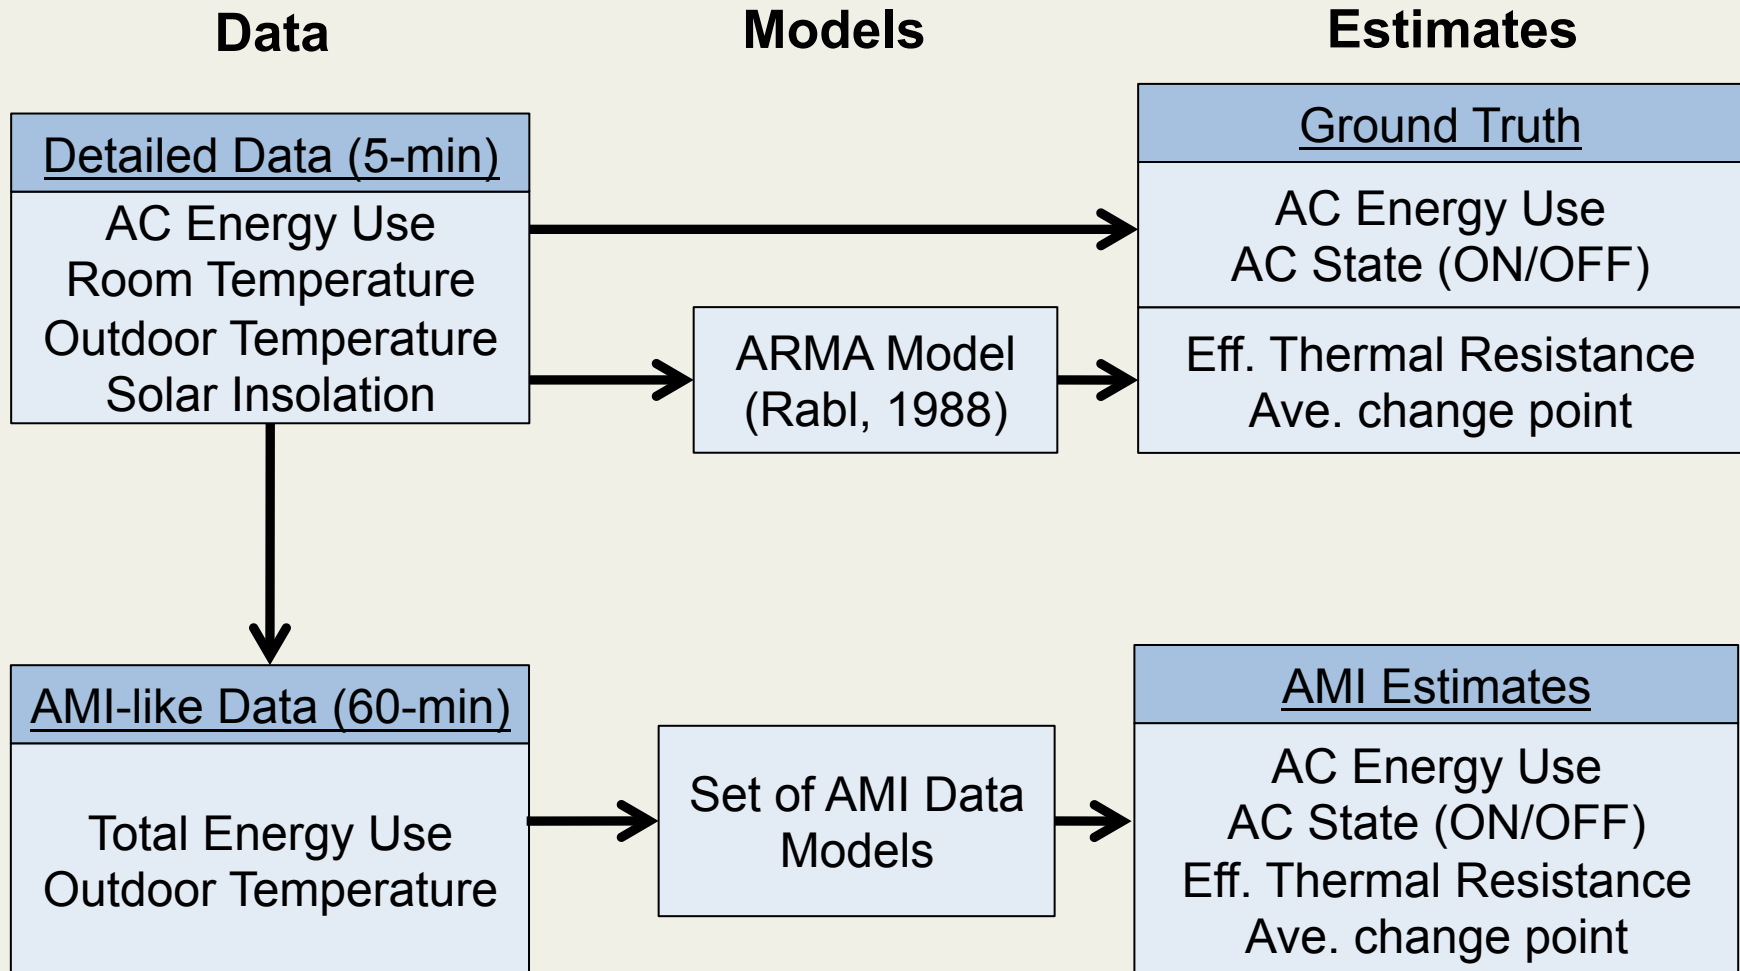 Data
Models
Estimates
Detailed Data (5-min)
AC Energy Use
Room Temperature
Outdoor Temperature
Solar Insolation
ARMA Model
(Rabl, 1988)
Ground Truth
AC Energy Use
AC State (ON/OFF)
Eff. Thermal Resistance
Ave. change point
AMI-like Data (60-min)
Total Energy Use
Outdoor Temperature
Set of AMI Data
Models
AMI Estimates
AC Energy Use
AC State (ON/OFF)
Eff. Thermal Resistance
Ave. change point